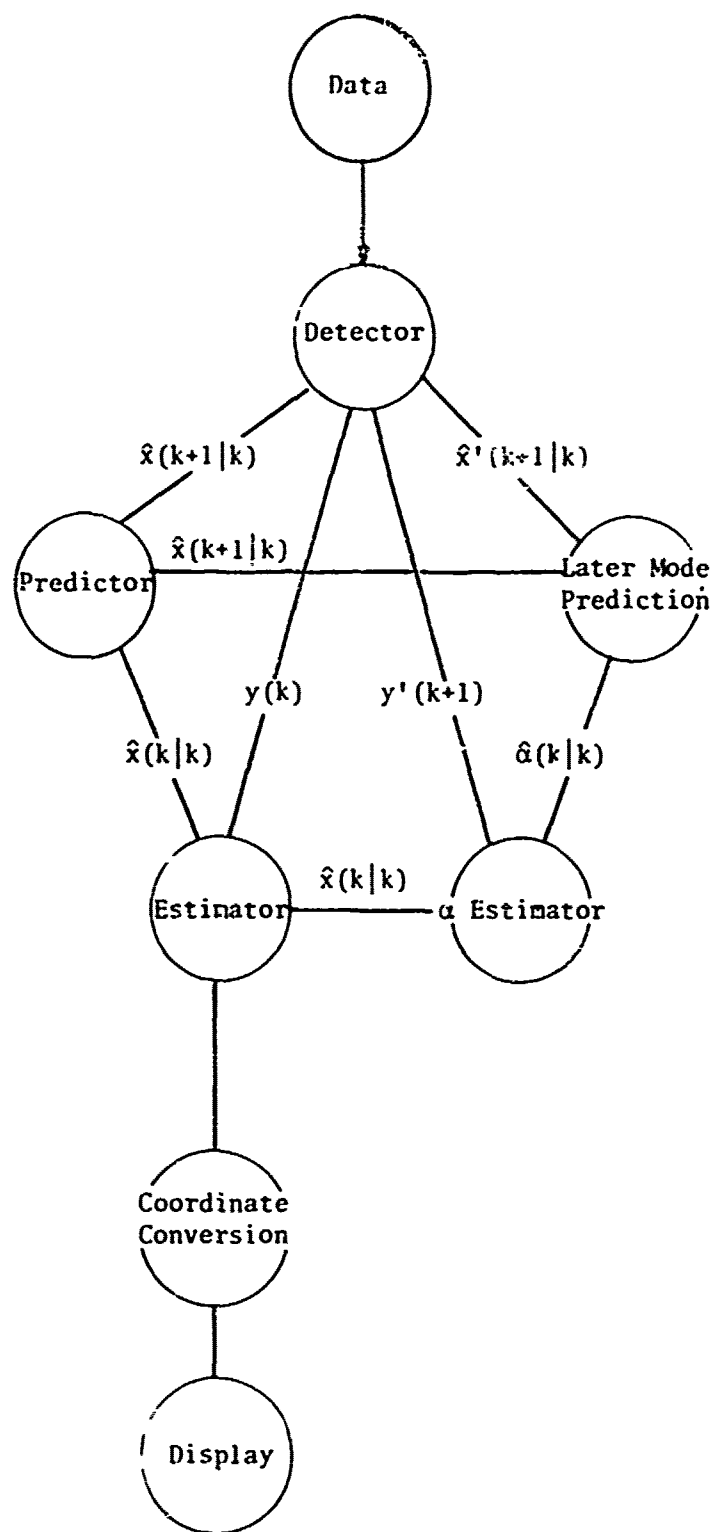 Data
Detector
x̂(k+1|k)
x̂'(k+1|k)
x̂(k+1|k)
Predictor
Later Mode
Prediction
y(k)
y'(k+1)
x̂(k|k)
α̂(k|k)
x̂(k|k)
Estimator
α Estimator
Coordinate
Conversion
Display